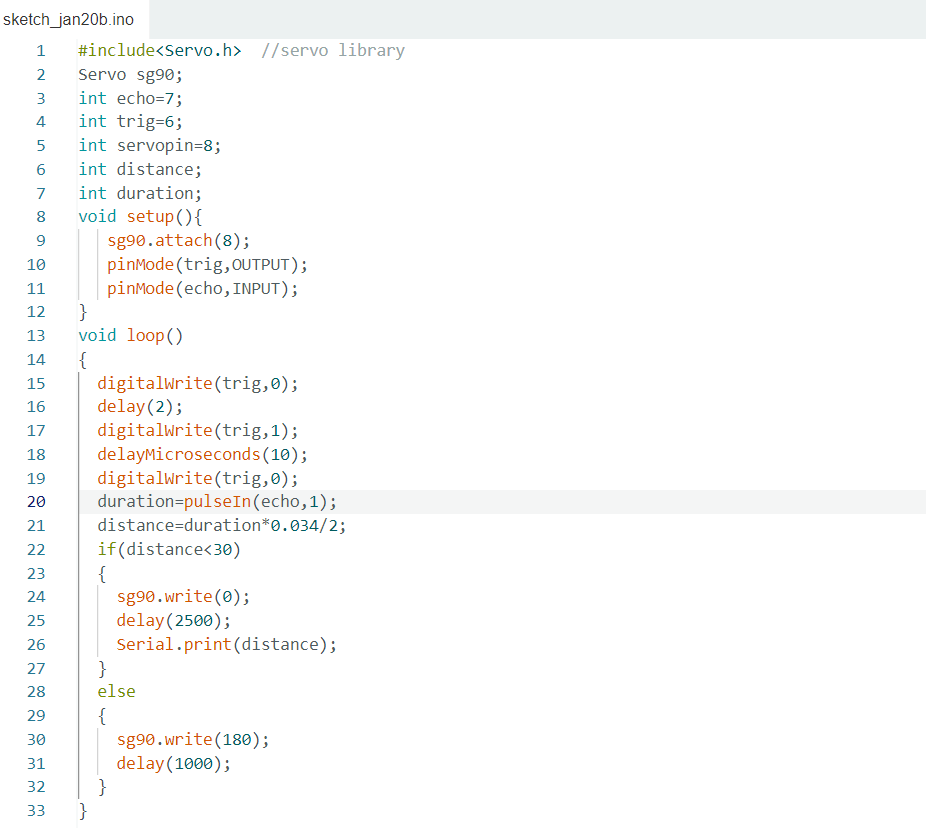 sketch_jan20b.ino
1 #include<Servo.h>  //servo library
2 Servo sg90;
3 int echo=7;
4 int trig=6;
5 int servopin=8;
6 int distance;
7 int duration;
8 void setup(){
9    sg90.attach(8);
10    pinMode(trig,OUTPUT);
11    pinMode(echo,INPUT);
12 }
13 void loop()
14 {
15   digitalWrite(trig,0);
16   delay(2);
17   digitalWrite(trig,1);
18   delayMicroseconds(10);
19   digitalWrite(trig,0);
20   duration=pulseIn(echo,1);
21   distance=duration*0.034/2;
22   if(distance<30)
23   {
24     sg90.write(0);
25     delay(2500);
26     Serial.print(distance);
27   }
28   else
29   {
30     sg90.write(180);
31     delay(1000);
32   }
33 }